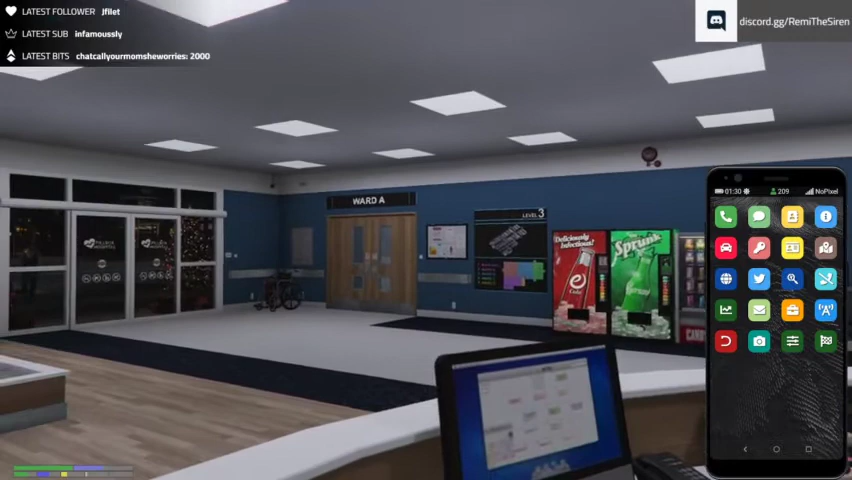 LATEST FOLLOWER Jfilet
LATEST SUB infamously
LATEST BITS chatcallyourmomsheworries: 2000
discord.gg/RemiTheSiren
WARD A
LEVEL 3
Deliciously
Infectious!
Sprunk
01:30
209
NoPixel